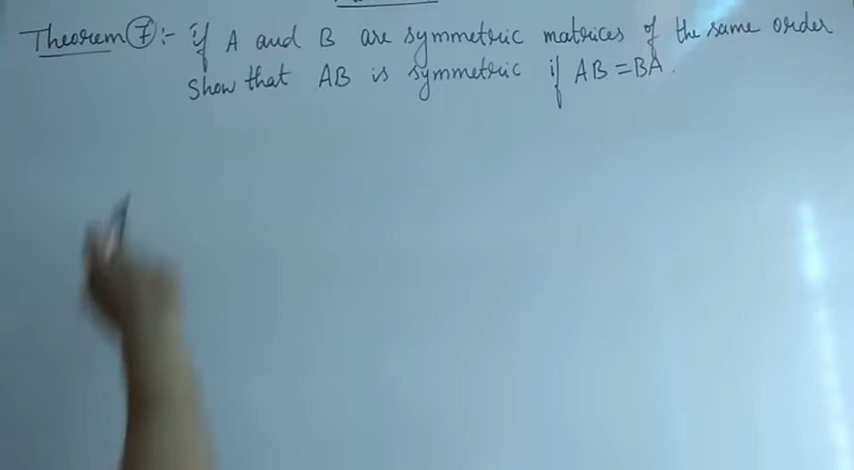 Theorem 7 :- if A and B are symmetric matrices of the same order
show that AB is symmetric if AB = BA.